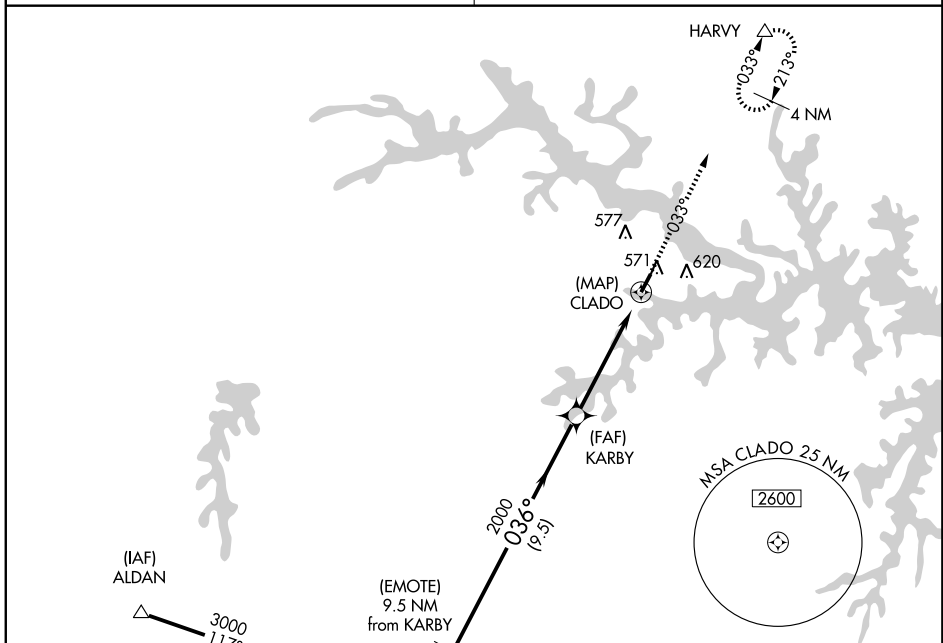 HARVY
033°
213°
4 NM
033°
577
571
620
(MAP)
CLADO
(FAF)
KARBY
MSA CLADO 25 NM
2600
2000
036°
(9.5)
(IAF)
ALDAN
(EMOTE)
9.5 NM
from KARBY
3000
117°